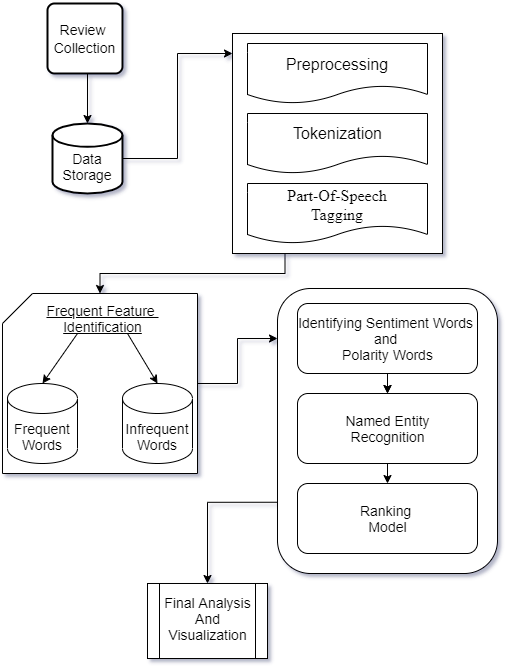 Review
Collection
Data
Storage
Preprocessing
Tokenization
Part-Of-Speech
Tagging
Frequent Feature
Identification
Frequent
Words
Infrequent
Words
Identifying Sentiment Words
and
Polarity Words
Named Entity
Recognition
Ranking
Model
Final Analysis
And
Visualization